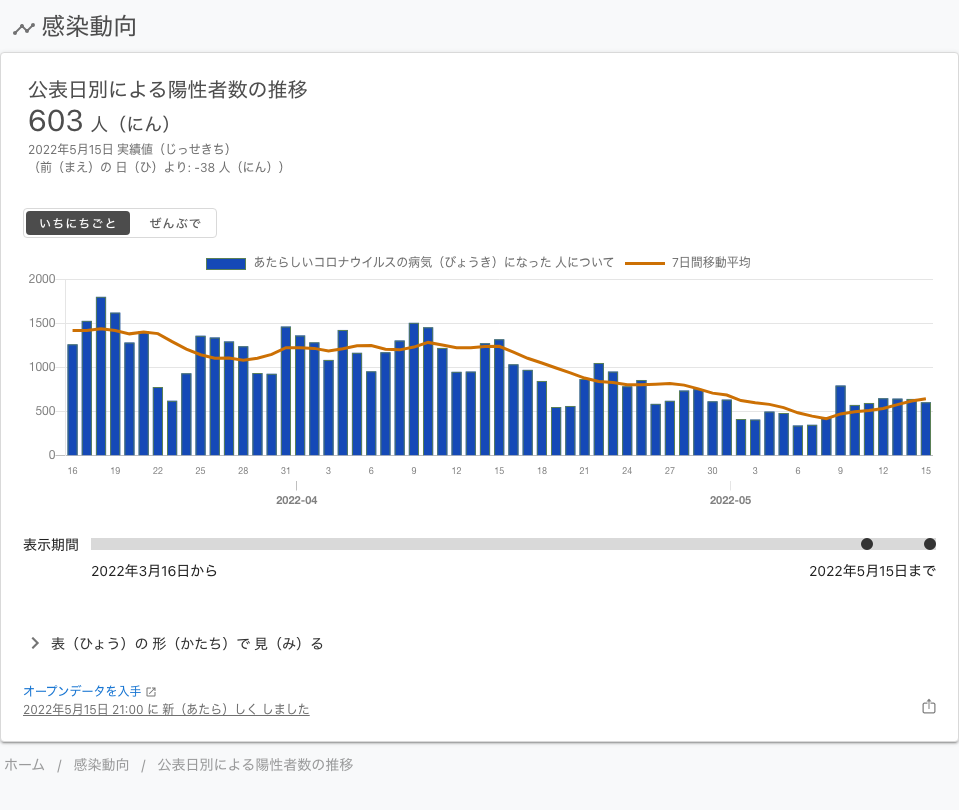 感染動向
公表日別による陽性者数の推移
603 人（にん）
2022年5月15日 実績値（じっせきち）
（前（まえ）の 日（ひ）より: -38 人（にん））
いちにちごと ぜんぶで
あたらしいコロナウイルスの病気（びょうき）になった 人について 7日間移動平均
2000
1500
1000
500
0
16 19 22 25 28 31 3 6 9 12 15 18 21 24 27 30 3 6 9 12 15
2022-04 2022-05
表示期間
2022年3月16日から 2022年5月15日まで
表（ひょう）の 形（かたち）で 見（み）る
オープンデータを入手
2022年5月15日 21:00 に 新（あたら）しく しました
ホーム / 感染動向 / 公表日別による陽性者数の推移